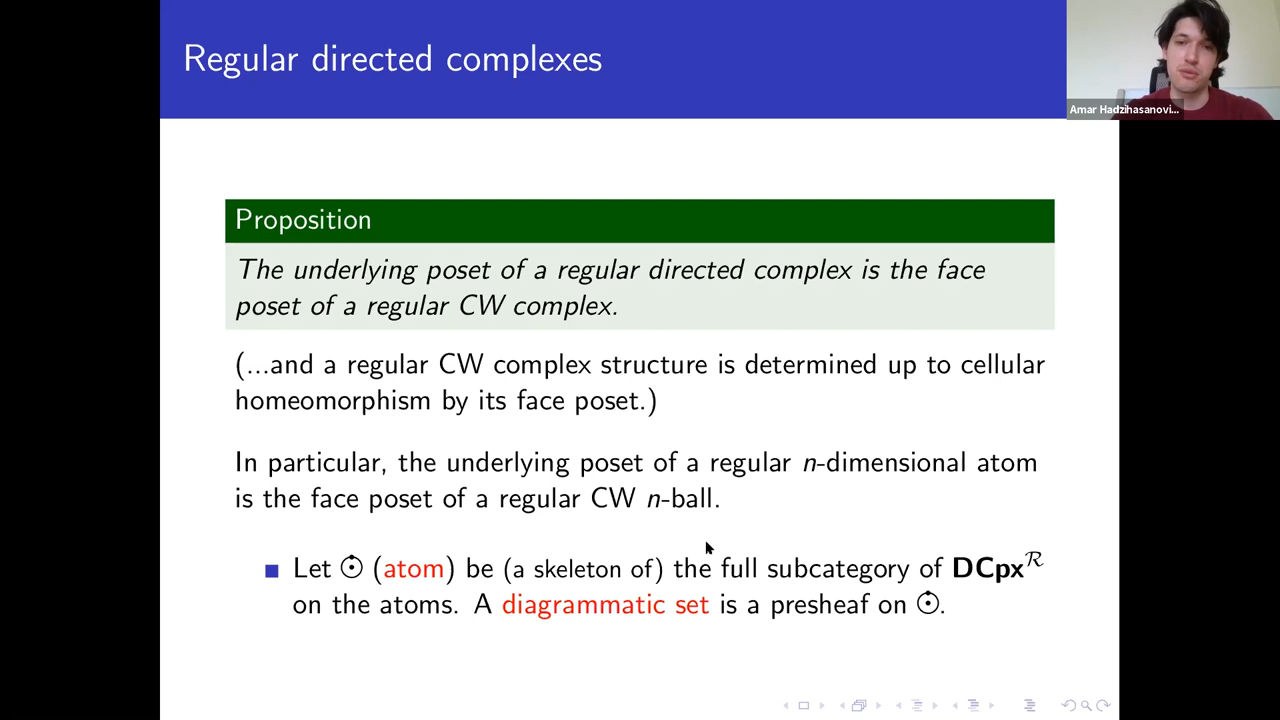 Regular directed complexes
Amar Hadzihasanovi...
Proposition
The underlying poset of a regular directed complex is the face
poset of a regular CW complex.
(...and a regular CW complex structure is determined up to cellular
homeomorphism by its face poset.)
In particular, the underlying poset of a regular n-dimensional atom
is the face poset of a regular CW n-ball.
Let ⊙ (atom) be (a skeleton of) the full subcategory of DCpxᴿ
on the atoms. A diagrammatic set is a presheaf on ⊙.